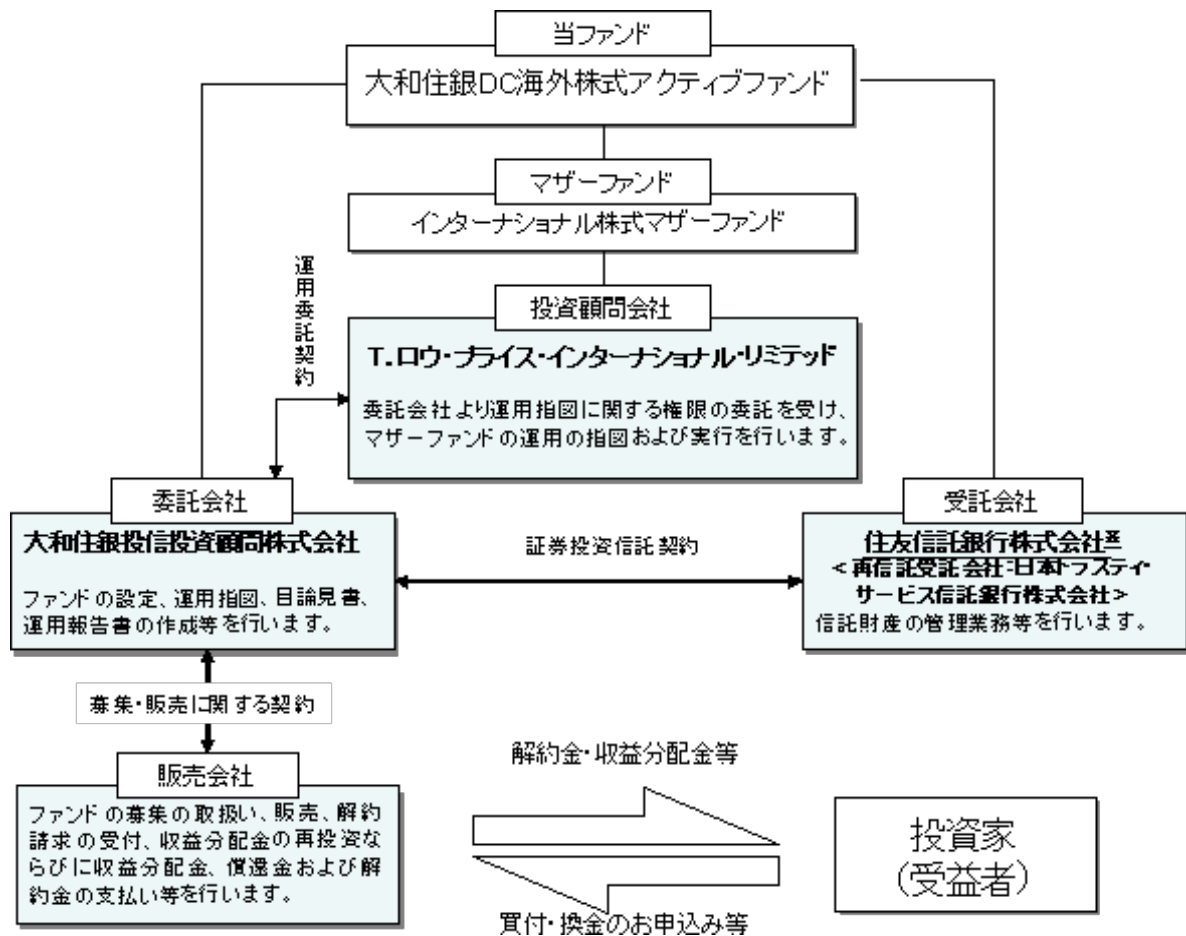 当ファンド
大和住銀DC海外株式アクティブファンド
マザーファンド
インターナショナル株式マザーファンド
運用委託契約
投資顧問会社
T.ロウ・プライス・インターナショナル・リミテッド
委託会社より運用指図に関する権限の委託を受け、
マザーファンドの運用の指図および実行を行います。
委託会社
大和住銀投信投資顧問株式会社
ファンドの設定、運用指図、目論見書、
運用報告書の作成等を行います。
証券投資信託契約
受託会社
住友信託銀行株式会社※
<再信託受託会社:日本トラスティ・
サービス信託銀行株式会社>
信託財産の管理業務等を行います。
募集・販売に関する契約
販売会社
ファンドの募集の取扱い、販売、解約
請求の受付、収益分配金の再投資な
らびに収益分配金、償還金および解
約金の支払い等を行います。
解約金・収益分配金等
買付・換金のお申込み等
投資家
(受益者)